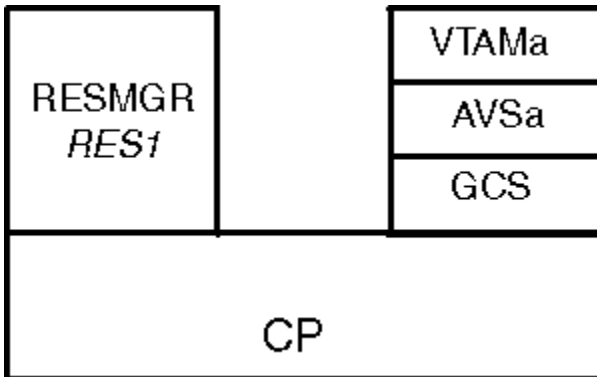 RESMGR
RES1
VTAMa
AVSa
GCS
CP